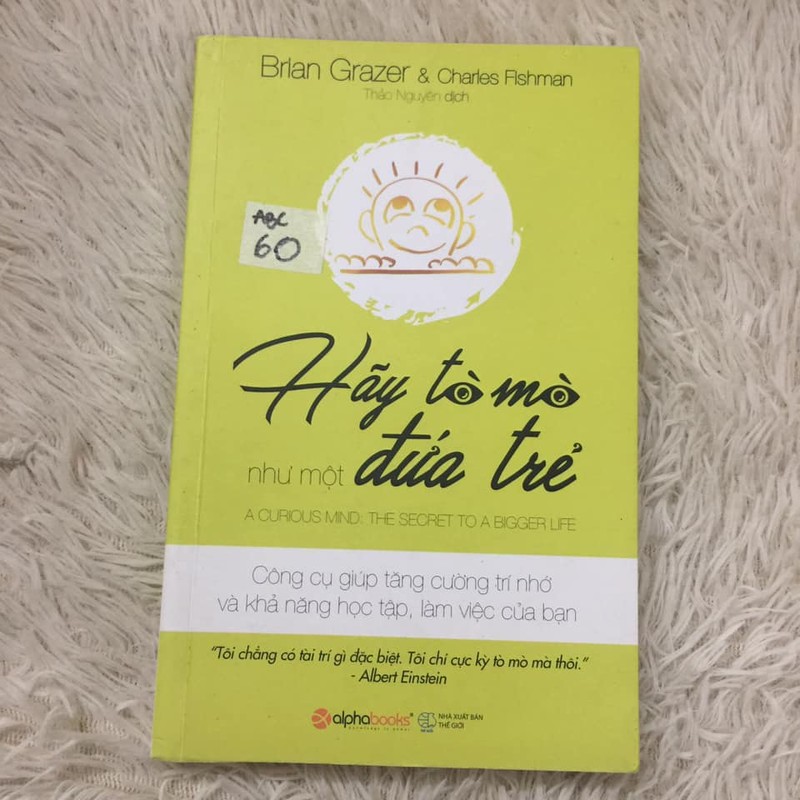 Brian Grazer & Charles Fishman
Thảo Nguyên dịch
ABC
60
Hãy tò mò
như một đứa trẻ
A CURIOUS MIND: THE SECRET TO A BIGGER LIFE
Công cụ giúp tăng cường trí nhớ
và khả năng học tập, làm việc của bạn
“Tôi chẳng có tài trí gì đặc biệt. Tôi chỉ cực kỳ tò mò mà thôi.”
- Albert Einstein
alphabooks®
knowledge is power
NHÀ XUẤT BẢN
THẾ GIỚI